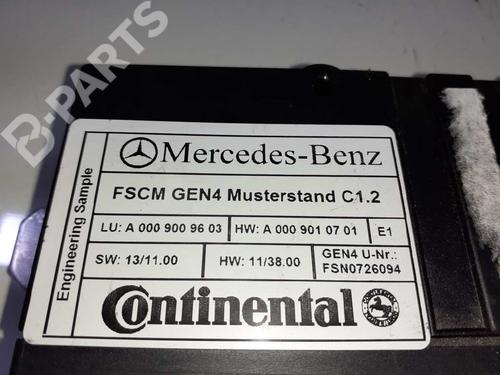 B-PARTS
Engineering Sample
Mercedes-Benz
FSCM GEN4 Musterstand C1.2
LU: A 000 900 96 03 HW: A 000 901 07 01 E1
SW: 13/11.00 HW: 11/38.00 GEN4 U-Nr.:
FSN0726094
Continental